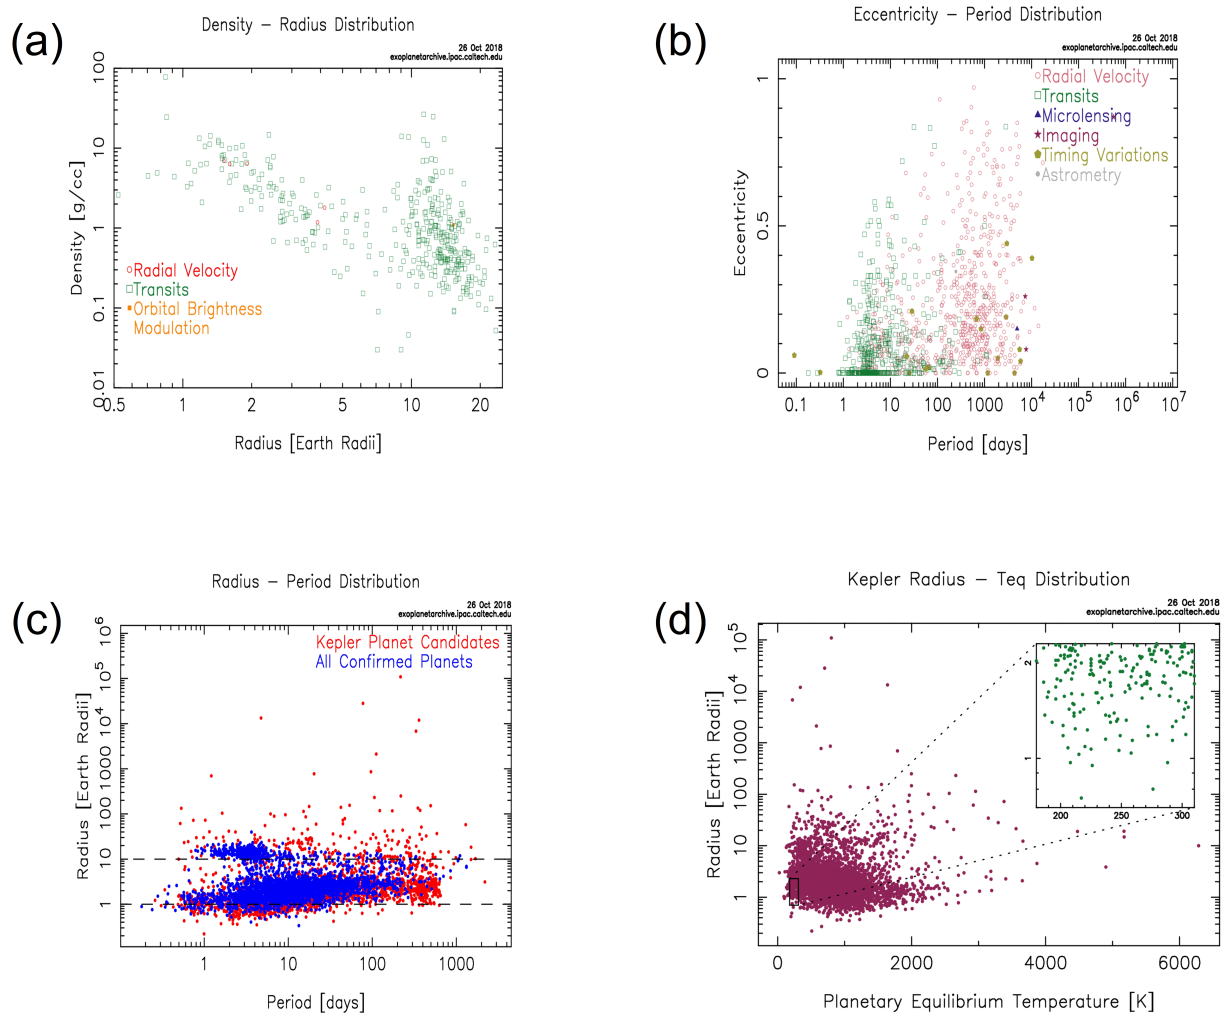 (a)
Density – Radius Distribution
26 Oct 2018
exoplanetarchive.ipac.caltech.edu
Density [g/cc]
100
10
1
0.1
0.01
Radial Velocity
Transits
Orbital Brightness
Modulation
0.5 1 2 5 10 20
Radius [Earth Radii]
(b)
Eccentricity – Period Distribution
26 Oct 2018
exoplanetarchive.ipac.caltech.edu
Eccentricity
1
0.5
0
Radial Velocity
Transits
Microlensing
Imaging
Timing Variations
Astrometry
0.1 1 10 100 1000 10^4 10^5 10^6 10^7
Period [days]
(c)
Radius – Period Distribution
26 Oct 2018
exoplanetarchive.ipac.caltech.edu
Radius [Earth Radii]
10^6
10^5
10^4
1000
100
10
1
Kepler Planet Candidates
All Confirmed Planets
1 10 100 1000
Period [days]
(d)
Kepler Radius – Teq Distribution
26 Oct 2018
exoplanetarchive.ipac.caltech.edu
Radius [Earth Radii]
10^5
10^4
1000
100
10
1
2
1
200 250 300
0 2000 4000 6000
Planetary Equilibrium Temperature [K]